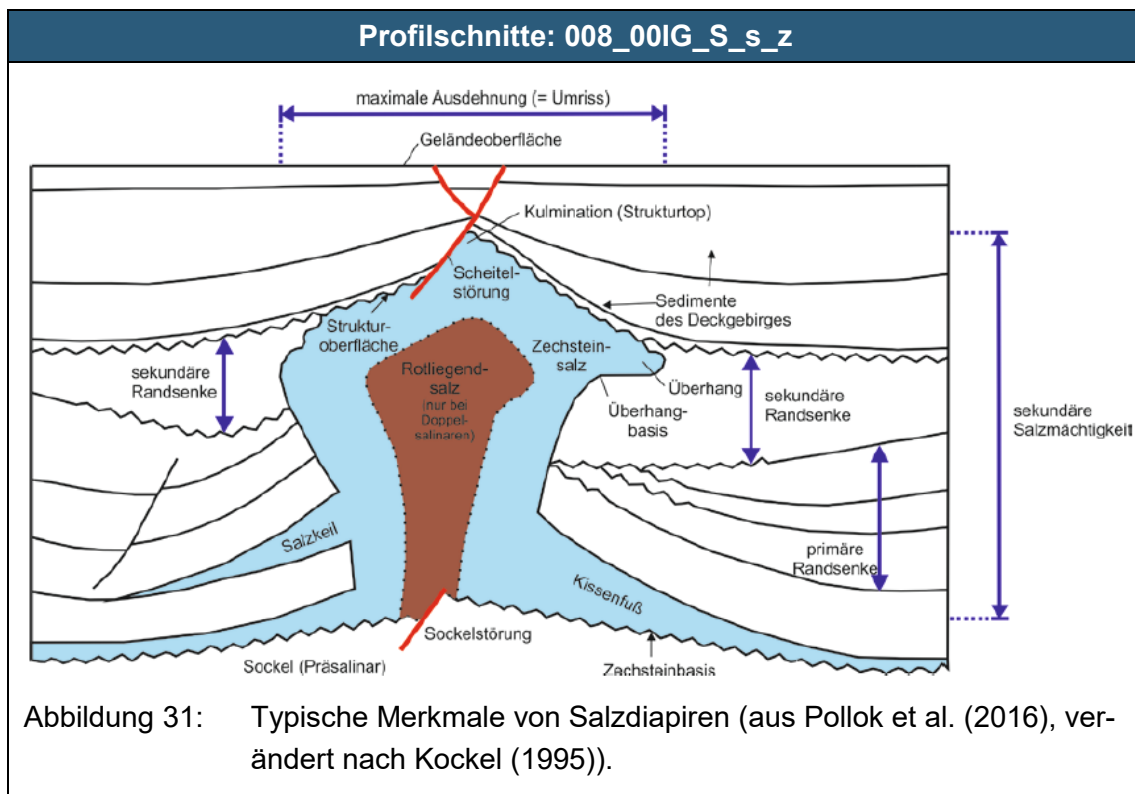 Profilschnitte: 008_00IG_S_s_z
maximale Ausdehnung (= Umriss)
Geländeoberfläche
Kulmination (Strukturtop)
Scheitel-
störung
Sedimente
des Deckgebirges
Struktur-
oberfläche
Zechstein-
salz
sekundäre
Randsenke
Rotliegend-
salz
(nur bei
Doppel-
salinaren)
Überhang
Überhang-
basis
sekundäre
Randsenke
sekundäre
Salzmächtigkeit
Salzkeil
primäre
Randsenke
Kissenfuß
Sockelstörung
Sockel (Präsalinar)
Zechsteinbasis
Abbildung 31: Typische Merkmale von Salzdiapiren (aus Pollok et al. (2016), ver-
ändert nach Kockel (1995)).